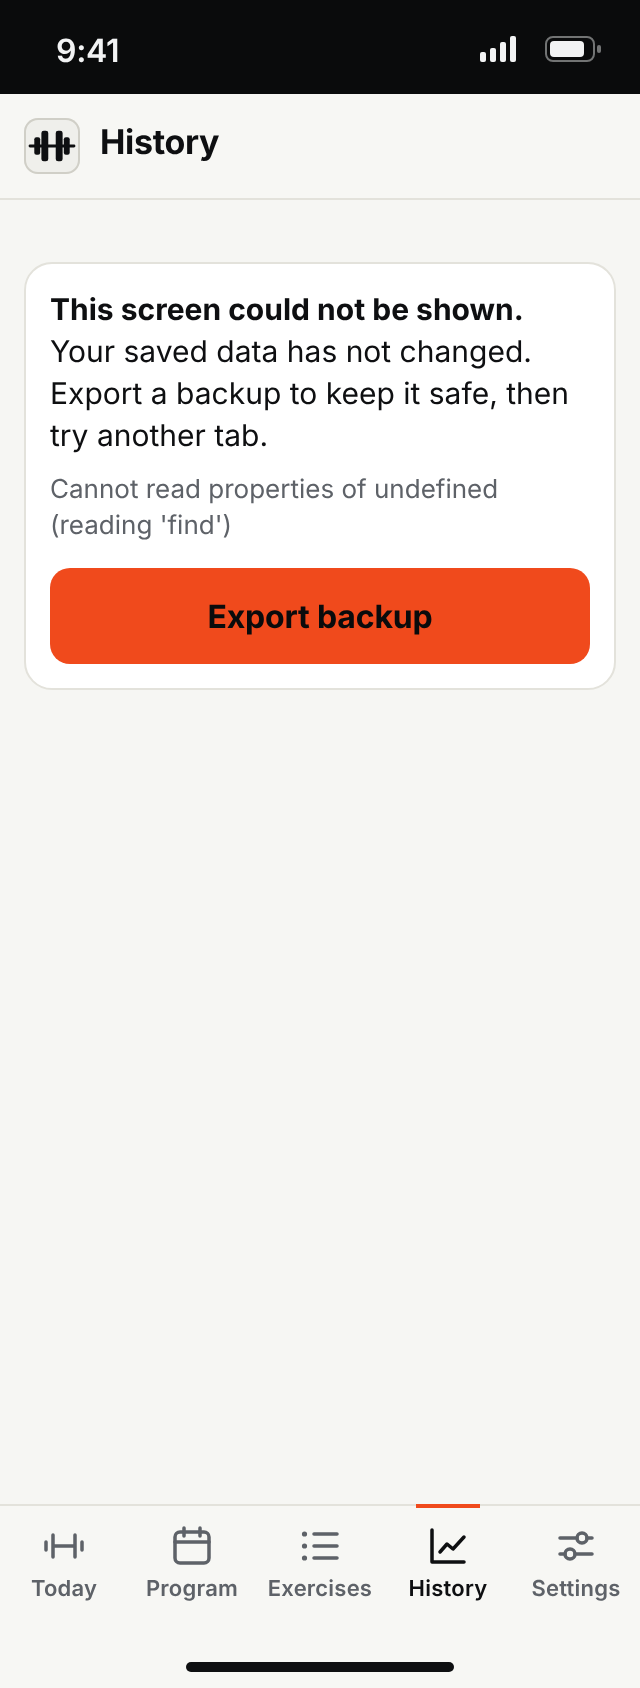 9:41
History
This screen could not be shown.
Your saved data has not changed.
Export a backup to keep it safe, then
try another tab.
Cannot read properties of undefined
(reading 'find')
Export backup
Today
Program
Exercises
History
Settings